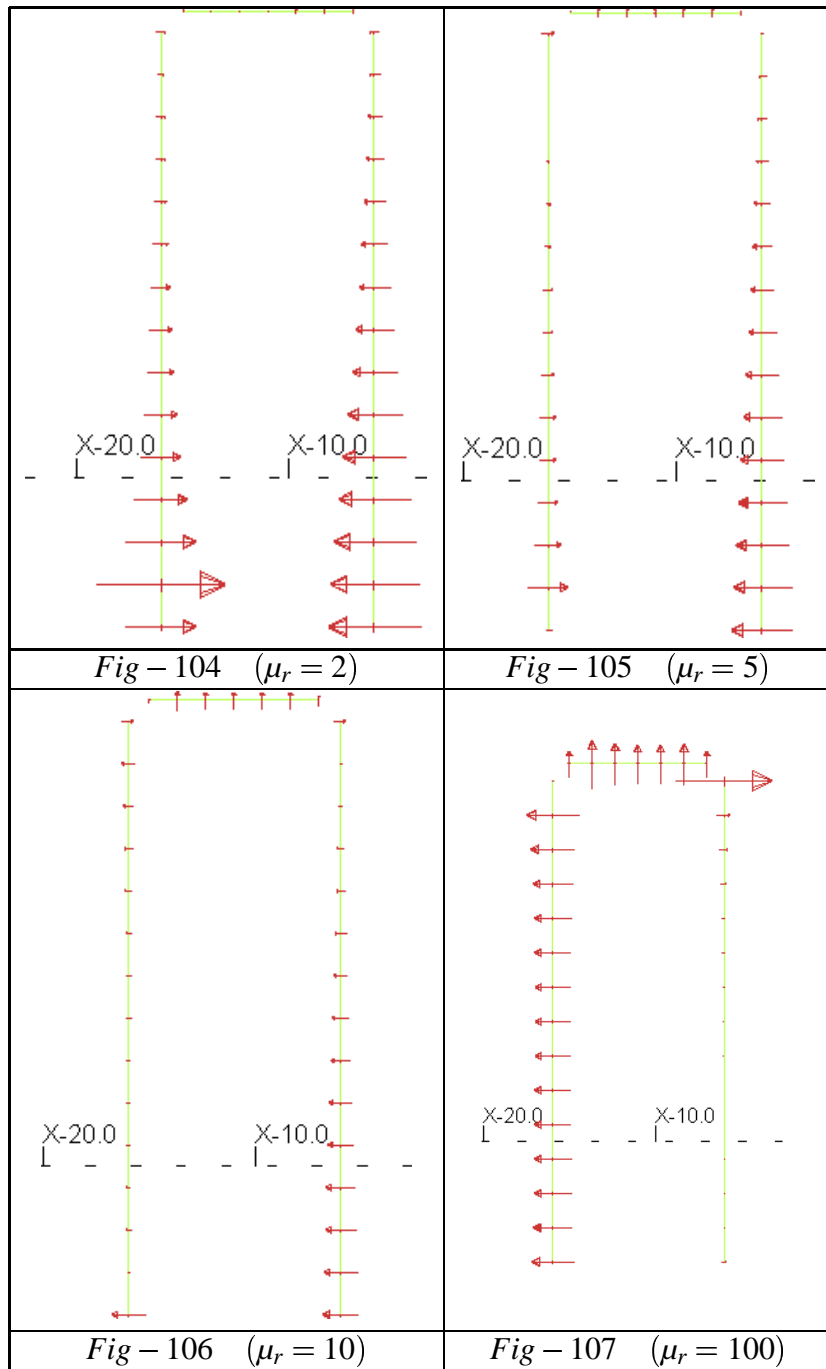 X-20.0 X-10.0
X-20.0 X-10.0
Fig – 104 (μr = 2) Fig – 105 (μr = 5)
X-20.0 X-10.0
X-20.0 X-10.0
Fig – 106 (μr = 10) Fig – 107 (μr = 100)